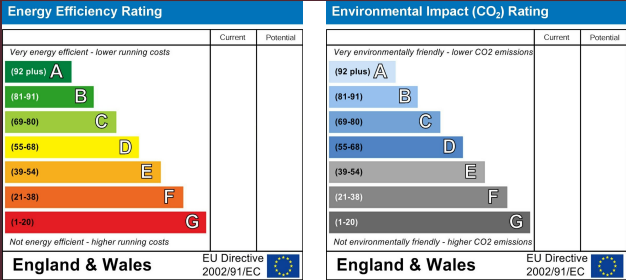 Energy Efficiency Rating
Current Potential
Very energy efficient - lower running costs
(92 plus) A
(81-91) B
(69-80) C
(55-68) D
(39-54) E
(21-38) F
(1-20) G
Not energy efficient - higher running costs
England & Wales
EU Directive
2002/91/EC
Environmental Impact (CO₂) Rating
Current Potential
Very environmentally friendly - lower CO2 emissions
(92 plus) A
(81-91) B
(69-80) C
(55-68) D
(39-54) E
(21-38) F
(1-20) G
Not environmentally friendly - higher CO2 emissions
England & Wales
EU Directive
2002/91/EC